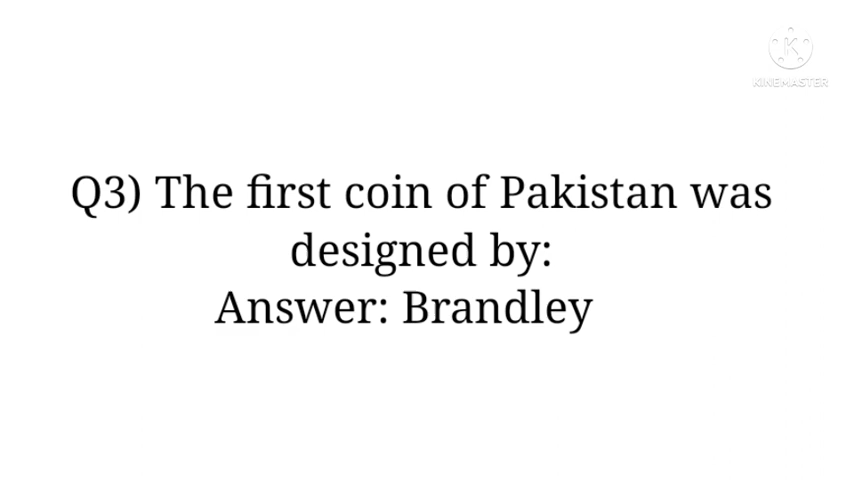 KINEMASTER
Q3) The first coin of Pakistan was
designed by:
Answer: Brandley